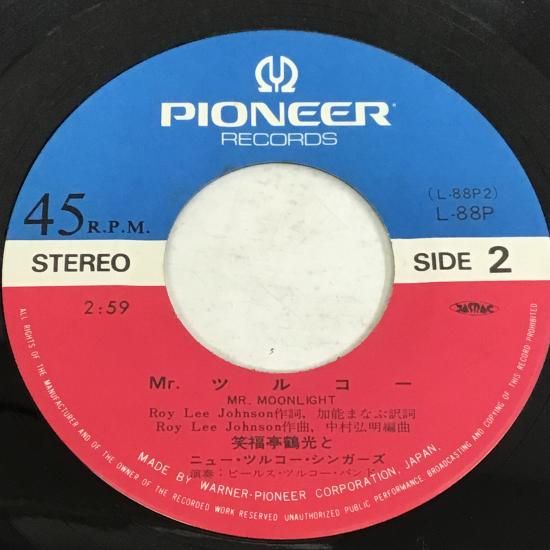 PIONEER
RECORDS
45 R.P.M.
(L-88P2)
L-88P
STEREO
SIDE 2
2:59
JASRAC
Mr. ツルコー
MR. MOONLIGHT
Roy Lee Johnson作詞, 加能まなぶ訳詞
Roy Lee Johnson作曲, 中村弘明編曲
笑福亭鶴光と
ニュー・ツルコー・シンガーズ
演奏:ビールス・ツルコー・バンド
MADE BY WARNER-PIONEER CORPORATION, JAPAN.
ALL RIGHTS OF THE MANUFACTURER AND OF THE OWNER OF THE RECORDED WORK RESERVED UNAUTHORIZED PUBLIC PERFORMANCE BROADCASTING AND COPYING OF THIS RECORD PROHIBITED